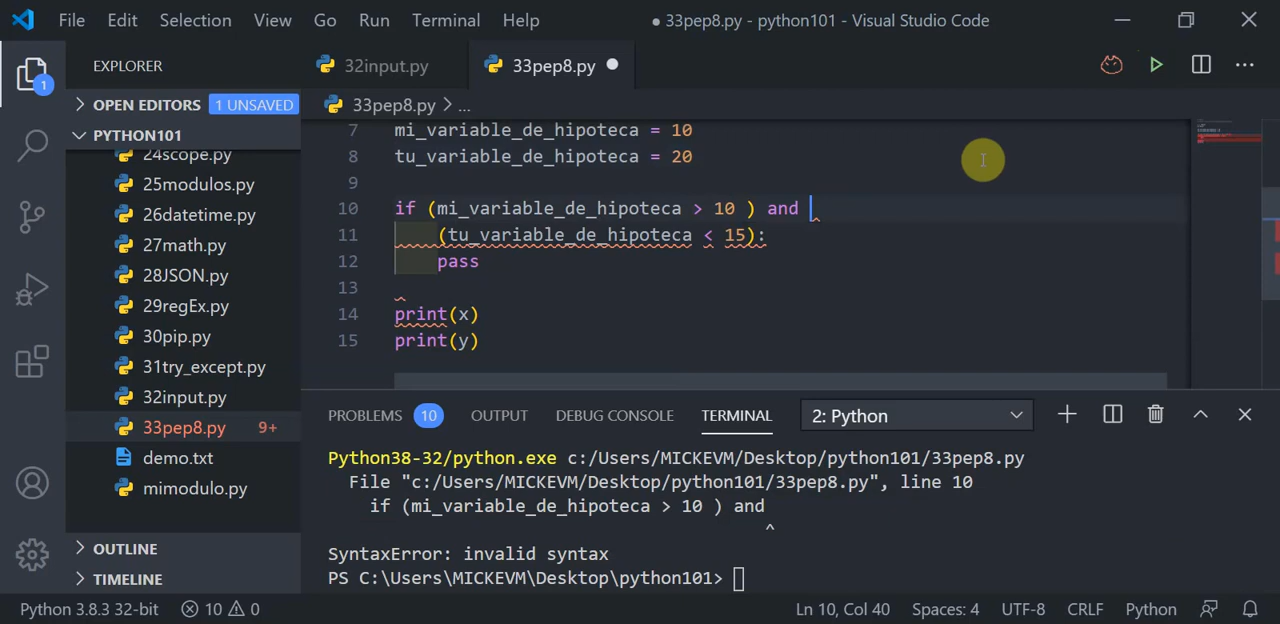 File Edit Selection View Go Run Terminal Help
● 33pep8.py - python101 - Visual Studio Code
EXPLORER
1
OPEN EDITORS 1 UNSAVED
PYTHON101
24scope.py
25modulos.py
26datetime.py
27math.py
28JSON.py
29regEx.py
30pip.py
31try_except.py
32input.py
33pep8.py 9+
demo.txt
mimodulo.py
OUTLINE
TIMELINE
32input.py 33pep8.py
33pep8.py > ...
7 mi_variable_de_hipoteca = 10
8 tu_variable_de_hipoteca = 20
9
10 if (mi_variable_de_hipoteca > 10 ) and
11 (tu_variable_de_hipoteca < 15):
12 pass
13
14 print(x)
15 print(y)
PROBLEMS 10 OUTPUT DEBUG CONSOLE TERMINAL 2: Python
Python38-32/python.exe c:/Users/MICKEVM/Desktop/python101/33pep8.py
File "c:/Users/MICKEVM/Desktop/python101/33pep8.py", line 10
if (mi_variable_de_hipoteca > 10 ) and
^
SyntaxError: invalid syntax
PS C:\Users\MICKEVM\Desktop\python101>
Python 3.8.3 32-bit 10 0 Ln 10, Col 40 Spaces: 4 UTF-8 CRLF Python